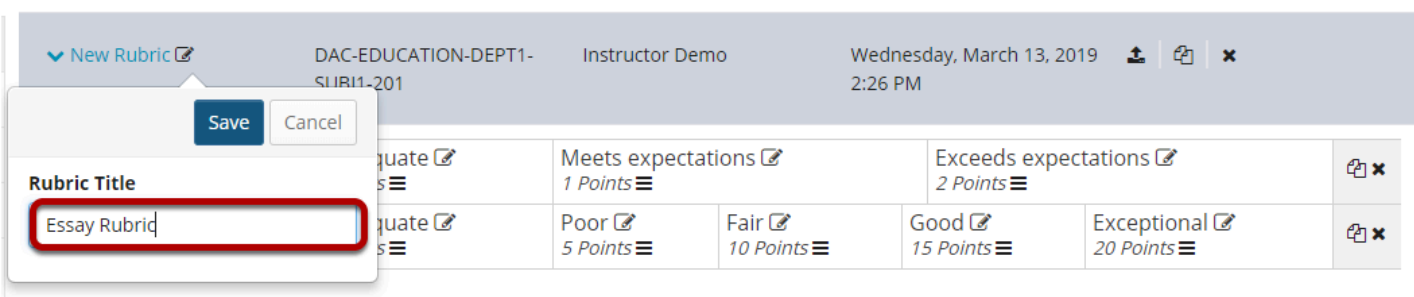 New Rubric
DAC-EDUCATION-DEPT1-
SUBJ1-201
Instructor Demo
Wednesday, March 13, 2019
2:26 PM
Save
Cancel
Rubric Title
Essay Rubric
Meets expectations
1 Points
Exceeds expectations
2 Points
Poor
5 Points
Fair
10 Points
Good
15 Points
Exceptional
20 Points